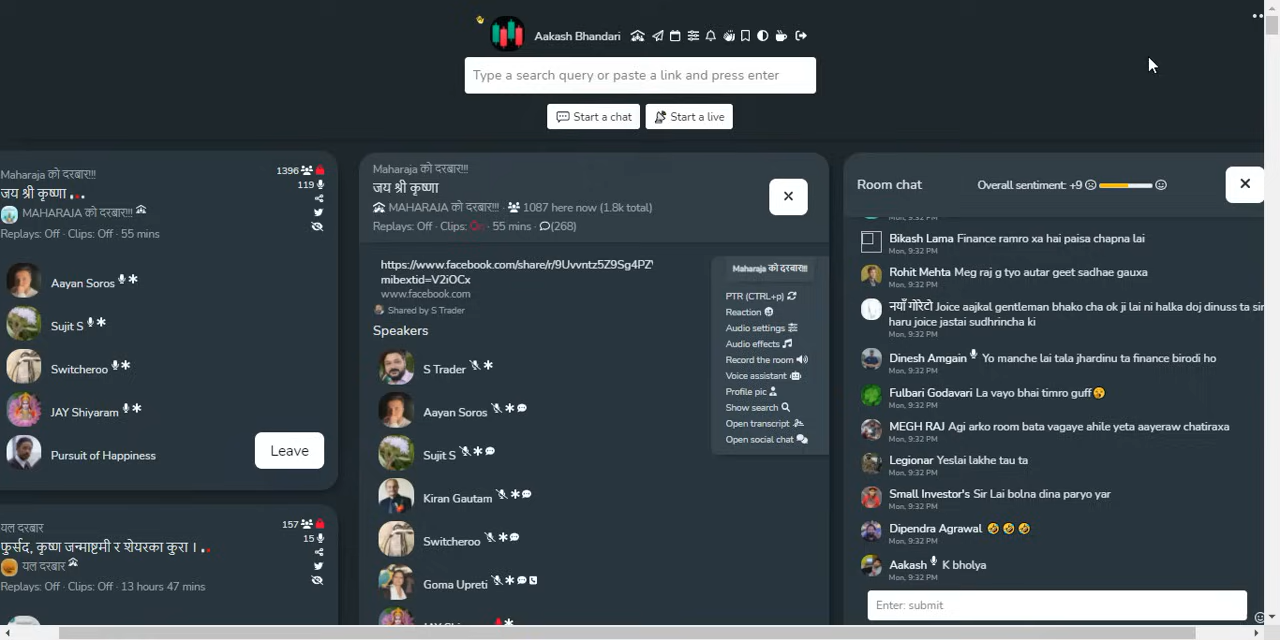 Aakash Bhandari
Type a search query or paste a link and press enter
Start a chat
Start a live
Maharaja को दरबार!!!
1396
119
जय श्री कृष्णा
MAHARAJA को दरबार!!!
Replays: Off · Clips: Off · 55 mins
Aayan Soros
Sujit S
Switcheroo
JAY Shiyaram
Pursuit of Happiness
Leave
यल दरबार
157
15
फुर्सद, कृष्ण जन्माष्टमी र शेयरका कुरा ।
यल दरबार
Replays: Off · Clips: Off · 13 hours 47 mins
Maharaja को दरबार!!!
जय श्री कृष्णा
MAHARAJA को दरबार!!! · 1087 here now (1.8k total)
Replays: Off · Clips: · 55 mins · (268)
https://www.facebook.com/share/r/9Uvvntz5Z9Sg4PZ
mibextid=V2iOCx
www.facebook.com
Shared by S Trader
Speakers
S Trader
Aayan Soros
Sujit S
Kiran Gautam
Switcheroo
Goma Upreti
Maharaja को दरबार!!!
PTR (CTRL+p)
Reaction
Audio settings
Audio effects
Record the room
Voice assistant
Profile pic
Show search
Open transcript
Open social chat
Room chat
Overall sentiment: +9
Mon, 9:32 PM
Bikash Lama Finance ramro xa hai paisa chapna lai
Mon, 9:32 PM
Rohit Mehta Meg raj g tyo autar geet sadhae gauxa
Mon, 9:32 PM
नयाँ गोरेटो Joice aajkal gentleman bhako cha ok ji lai ni halka doj dinuss ta sir
haru joice jastai sudhrincha ki
Mon, 9:32 PM
Dinesh Amgain Yo manche lai tala jhardinu ta finance birodi ho
Mon, 9:32 PM
Fulbari Godavari La vayo bhai timro guff😮
Mon, 9:32 PM
MEGH RAJ Agi arko room bata vagaye ahile yeta aayeraw chatiraxa
Mon, 9:32 PM
Legionar Yeslai lakhe tau ta
Mon, 9:32 PM
Small Investor's Sir Lai bolna dina paryo yar
Mon, 9:32 PM
Dipendra Agrawal 🤣 🤣 🤣
Mon, 9:32 PM
Aakash K bholya
Mon, 9:32 PM
Enter: submit